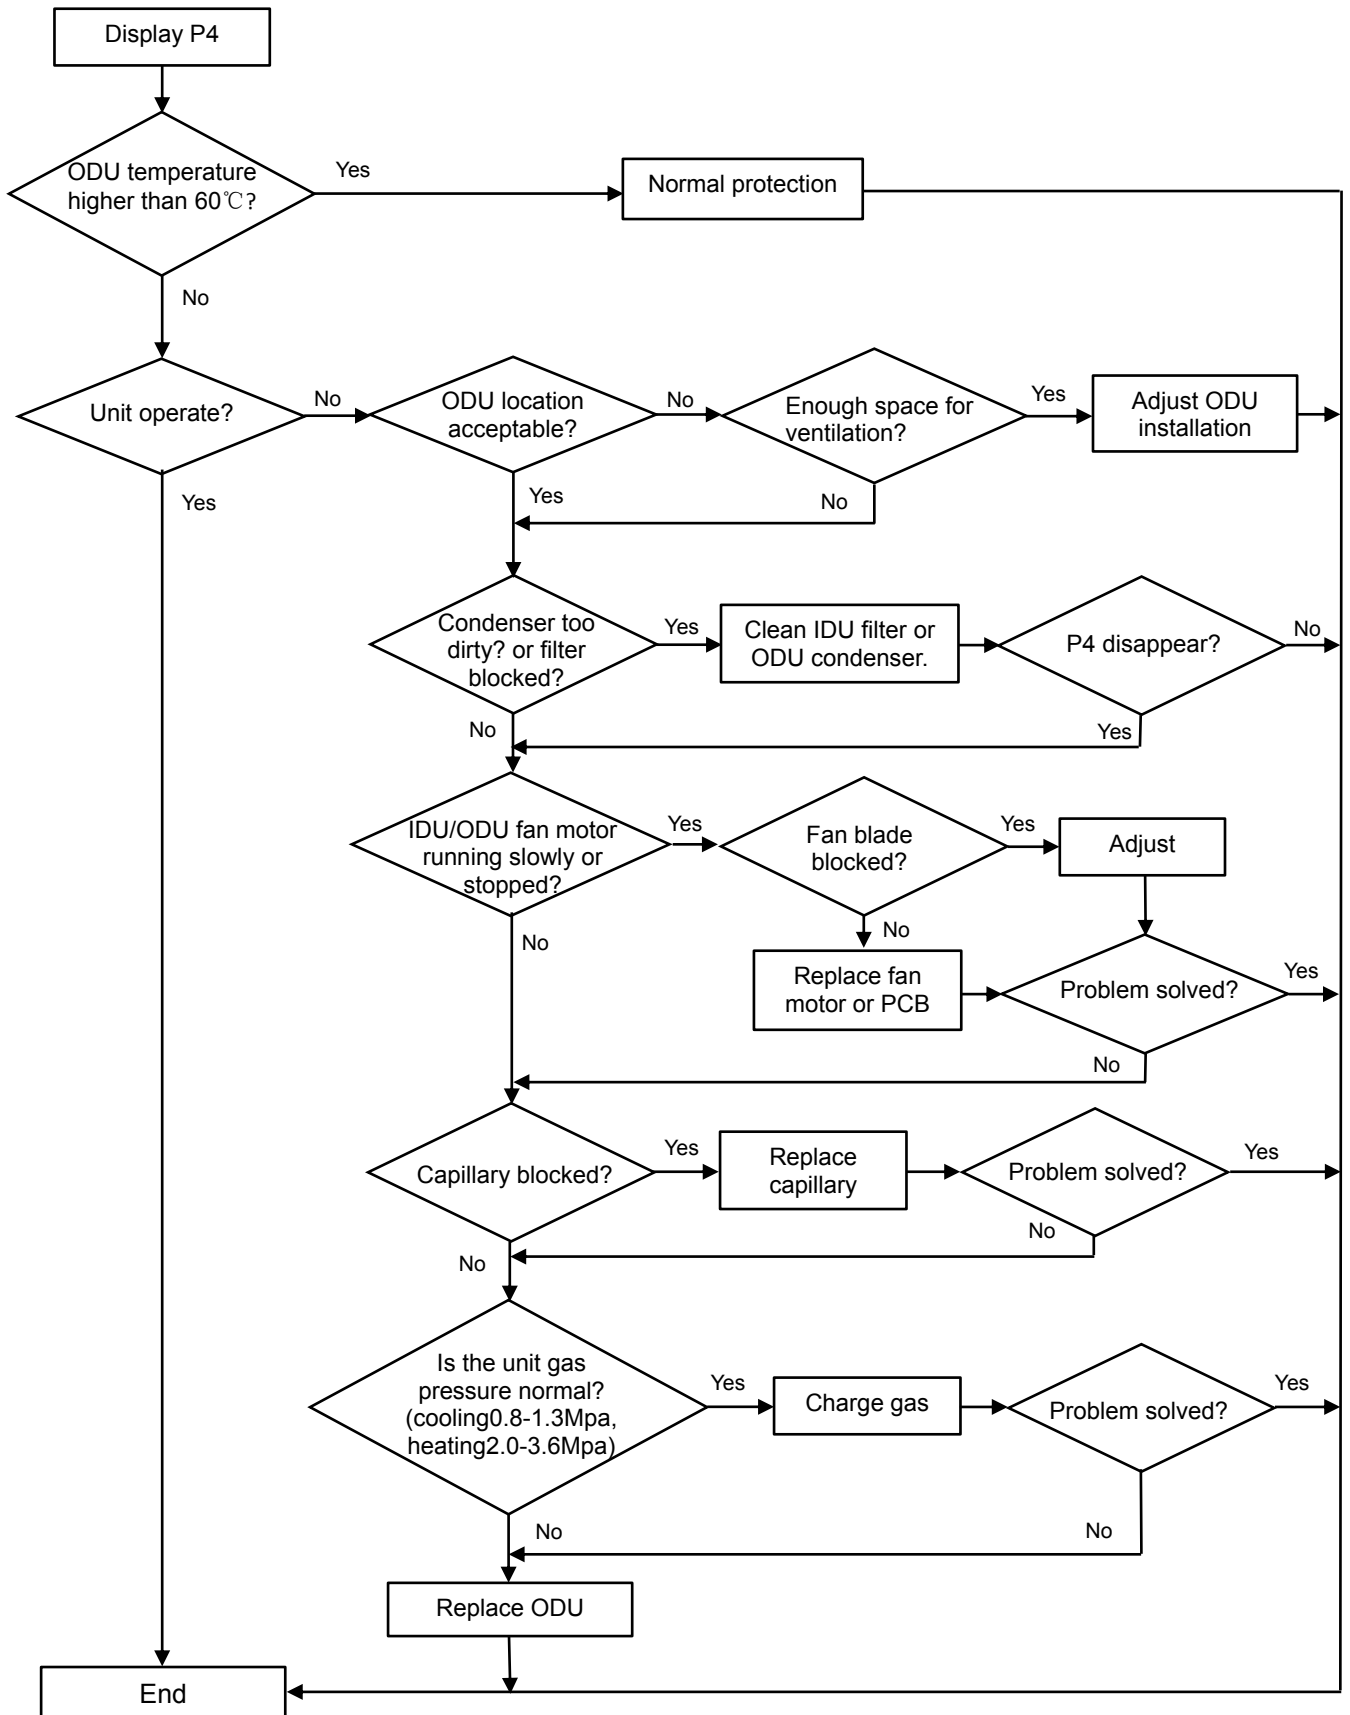 Display P4
ODU temperature
higher than 60℃?
Yes
Normal protection
No
Unit operate?
No
ODU location
acceptable?
No
Enough space for
ventilation?
Yes
Adjust ODU
installation
Yes
Yes
No
Condenser too
dirty? or filter
blocked?
Yes
Clean IDU filter or
ODU condenser.
P4 disappear?
No
No
Yes
IDU/ODU fan motor
running slowly or
stopped?
Yes
Fan blade
blocked?
Yes
Adjust
No
No
Replace fan
motor or PCB
Problem solved?
Yes
No
Capillary blocked?
Yes
Replace
capillary
Problem solved?
Yes
No
No
Is the unit gas
pressure normal?
(cooling0.8-1.3Mpa,
heating2.0-3.6Mpa)
Yes
Charge gas
Problem solved?
Yes
No
No
Replace ODU
End